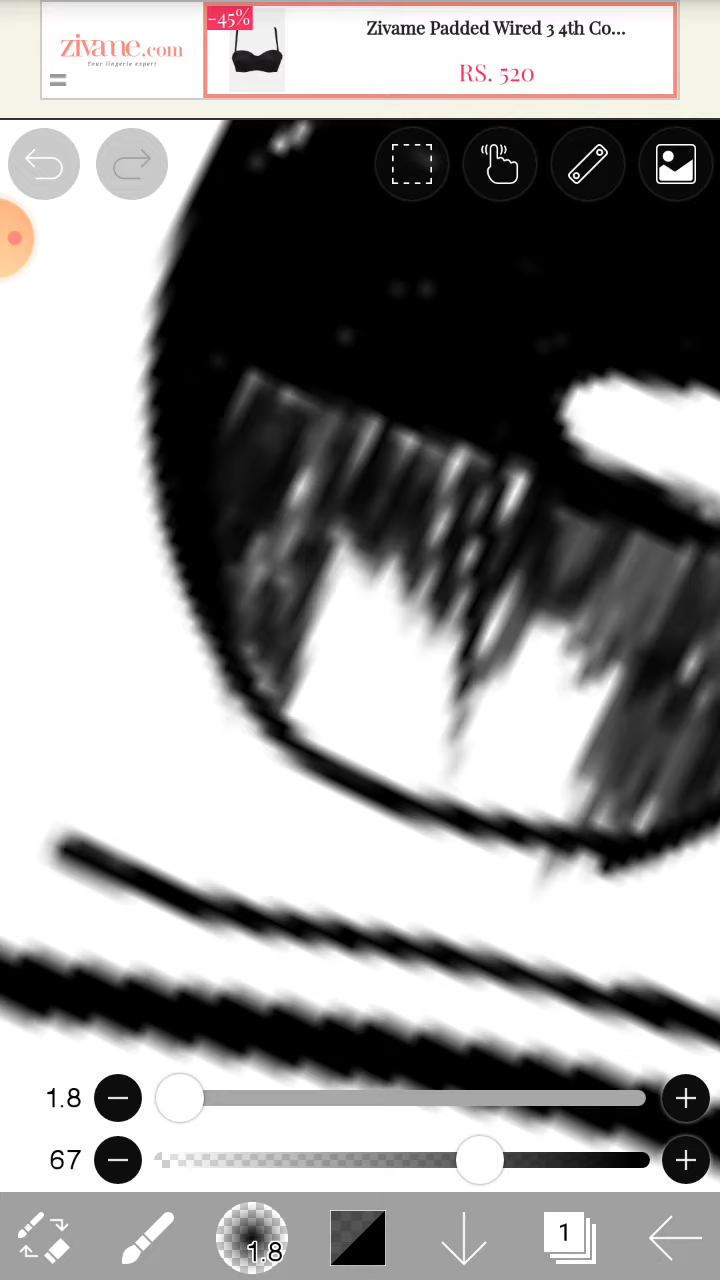 -45%
Zivame Padded Wired 3 4th Co...
zivame.com
Your lingerie expert
RS. 520
1.8
67
1.8
1